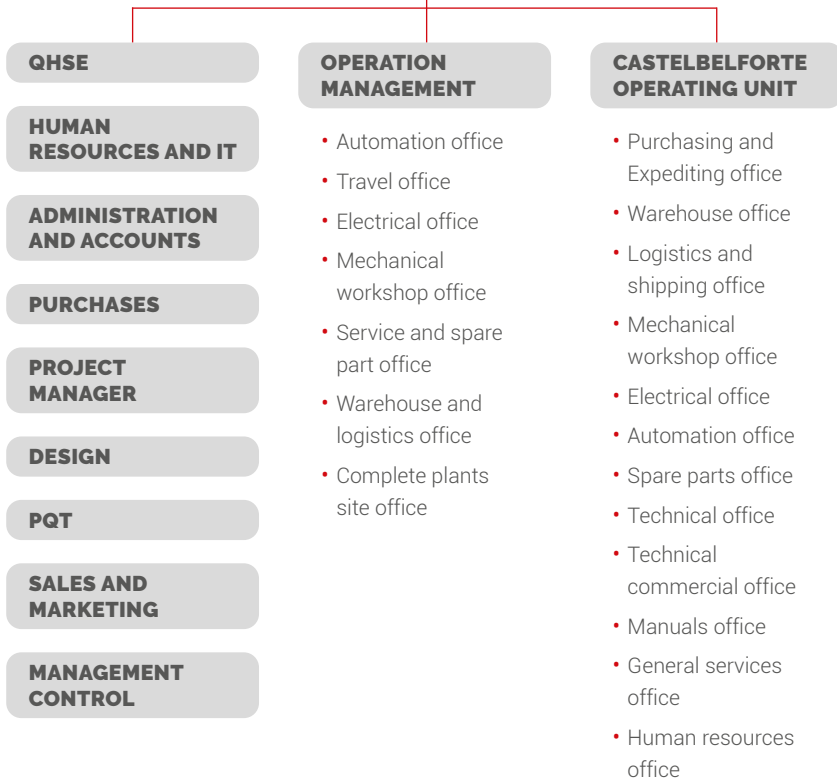 QHSE
HUMAN
RESOURCES AND IT
ADMINISTRATION
AND ACCOUNTS
PURCHASES
PROJECT
MANAGER
DESIGN
PQT
SALES AND
MARKETING
MANAGEMENT
CONTROL
OPERATION
MANAGEMENT
• Automation office
• Travel office
• Electrical office
• Mechanical
workshop office
• Service and spare
part office
• Warehouse and
logistics office
• Complete plants
site office
CASTELBELFORTE
OPERATING UNIT
• Purchasing and
Expediting office
• Warehouse office
• Logistics and
shipping office
• Mechanical
workshop office
• Electrical office
• Automation office
• Spare parts office
• Technical office
• Technical
commercial office
• Manuals office
• General services
office
• Human resources
office